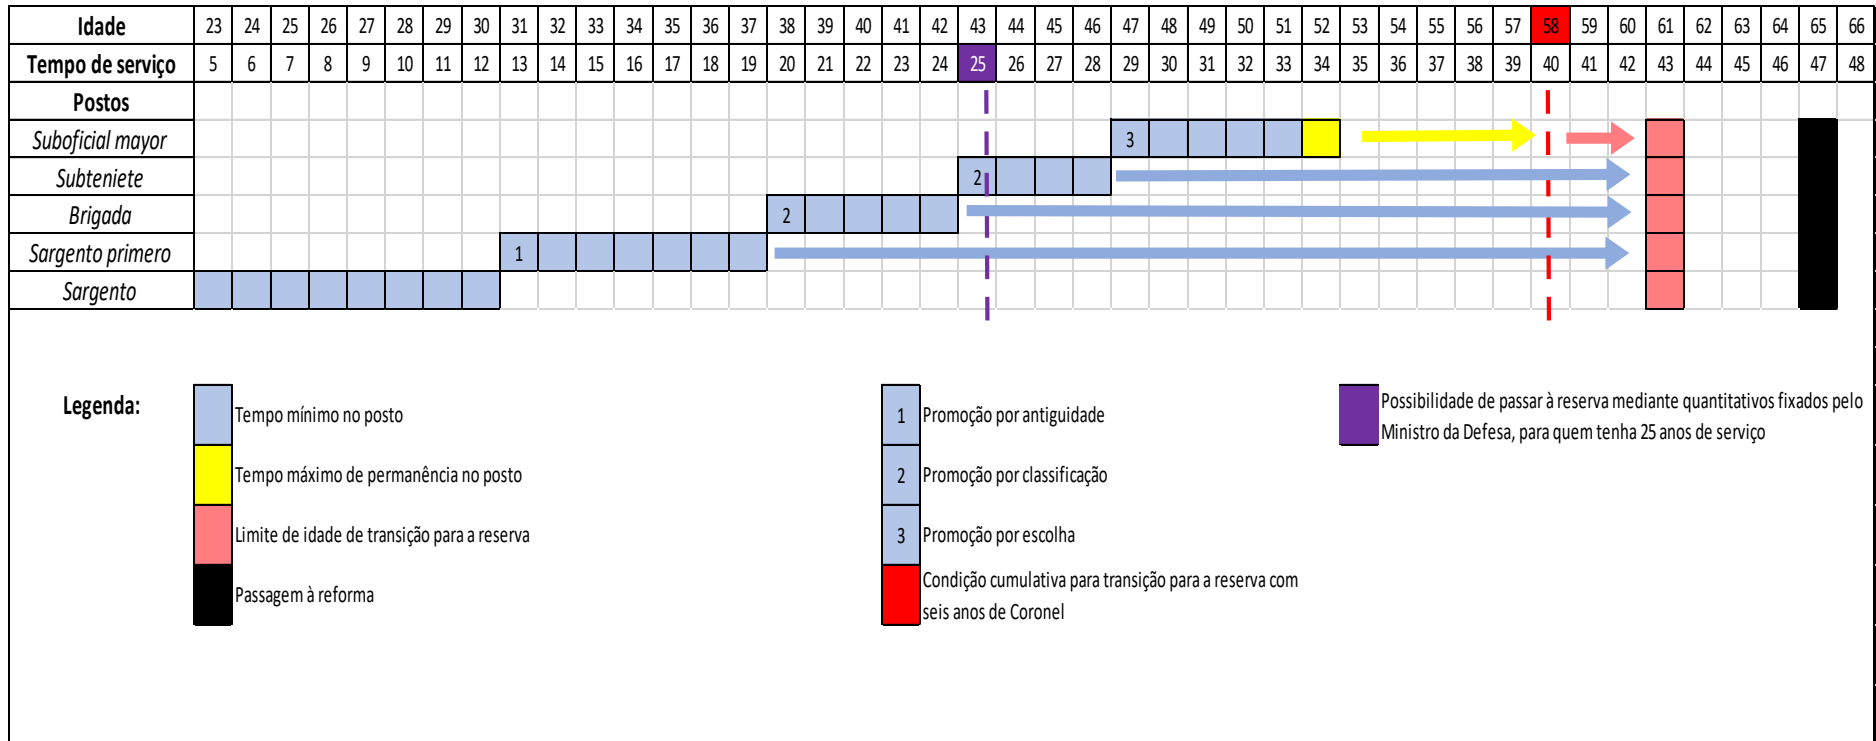 Idade 23 24 25 26 27 28 29 30 31 32 33 34 35 36 37 38 39 40 41 42 43 44 45 46 47 48 49 50 51 52 53 54 55 56 57 58 59 60 61 62 63 64 65 66
Tempo de serviço 5 6 7 8 9 10 11 12 13 14 15 16 17 18 19 20 21 22 23 24 25 26 27 28 29 30 31 32 33 34 35 36 37 38 39 40 41 42 43 44 45 46 47 48
Postos
Suboficial mayor 3
Subteniete 2
Brigada 2
Sargento primero 1
Sargento
Legenda:
Tempo mínimo no posto
Tempo máximo de permanência no posto
Limite de idade de transição para a reserva
Passagem à reforma
1 Promoção por antiguidade
2 Promoção por classificação
3 Promoção por escolha
Condição cumulativa para transição para a reserva com
seis anos de Coronel
Possibilidade de passar à reserva mediante quantitativos fixados pelo
Ministro da Defesa, para quem tenha 25 anos de serviço